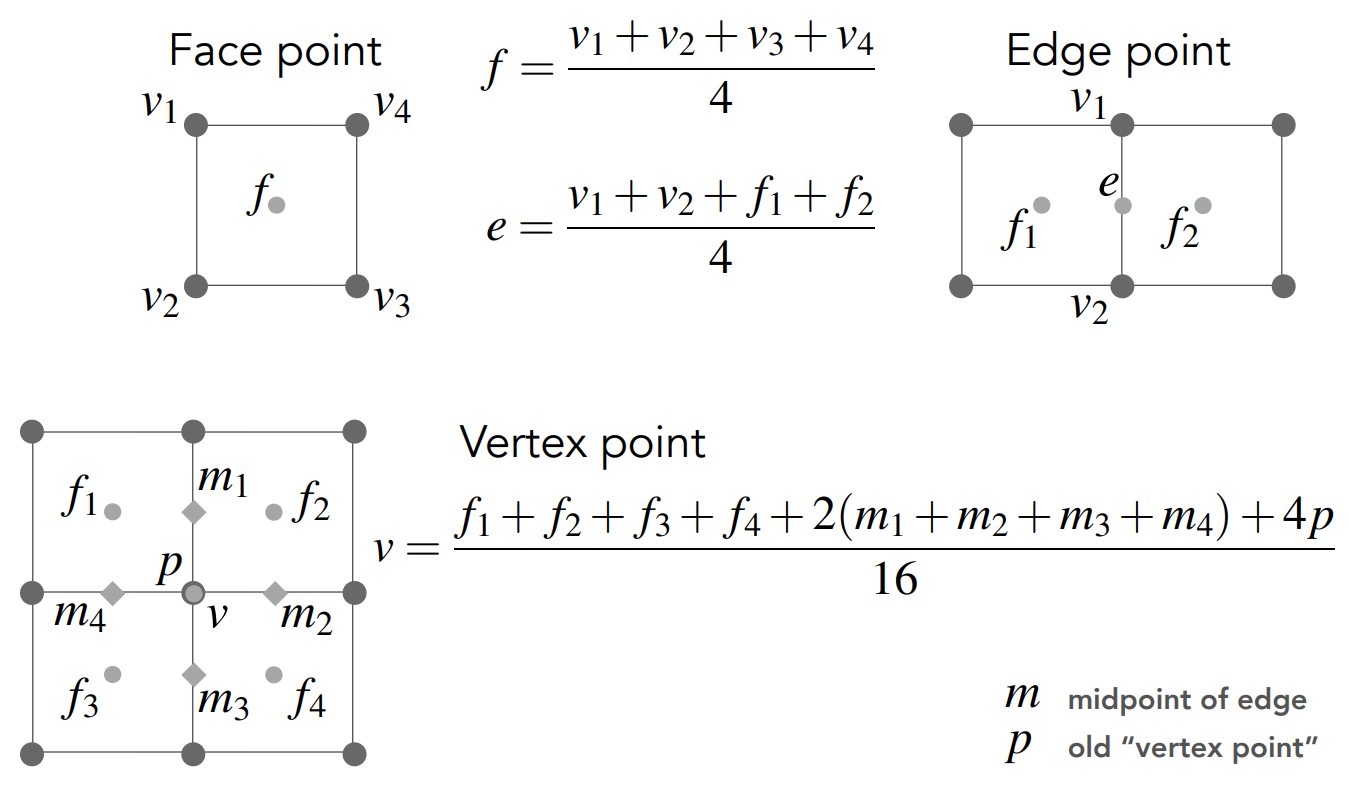 Face point
v1
v4
f
v2
v3
f = (v1 + v2 + v3 + v4) / 4
e = (v1 + v2 + f1 + f2) / 4
Edge point
v1
e
f1
f2
v2
Vertex point
v = (f1 + f2 + f3 + f4 + 2(m1 + m2 + m3 + m4) + 4p) / 16
f1
m1
f2
p
m4
v
m2
f3
m3
f4
m midpoint of edge
p old “vertex point”